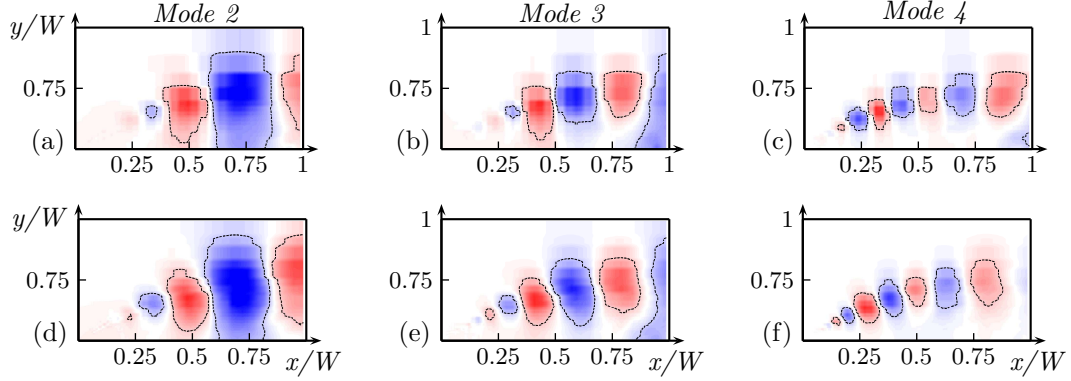 Mode 2 Mode 3 Mode 4
y/W 1 1
0.75 0.75 0.75
(a) (b) (c)
0.25 0.5 0.75 1 0.25 0.5 0.75 1 0.25 0.5 0.75 1
y/W 1 1
0.75 0.75 0.75
(d) (e) (f)
0.25 0.5 0.75 x/W 0.25 0.5 0.75 x/W 0.25 0.5 0.75 x/W